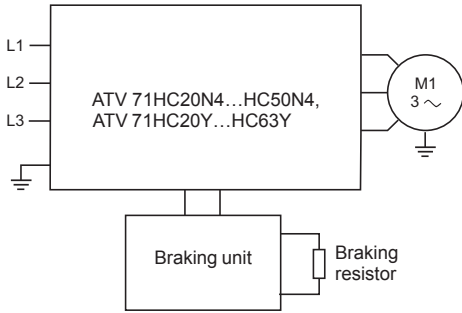 L1
L2
L3
ATV 71HC20N4…HC50N4,
ATV 71HC20Y…HC63Y
M1
3 ∼
Braking unit
Braking
resistor